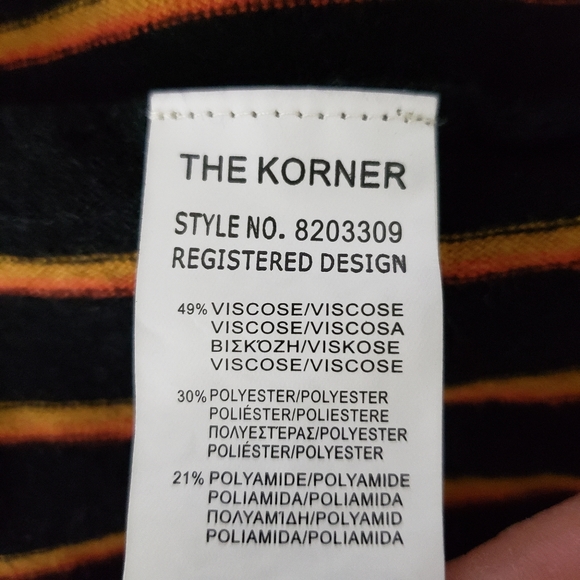 THE KORNER
STYLE NO. 8203309
REGISTERED DESIGN
49% VISCOSE/VISCOSE
VISCOSE/VISCOSA
ΒΙΣΚΌΖΗ/VISKOSE
VISCOSE/VISCOSE
30% POLYESTER/POLYESTER
POLIÉSTER/POLIESTERE
ΠΟΛΥΕΣΤΈΡΑΣ/POLYESTER
POLIÉSTER/POLYESTER
21% POLYAMIDE/POLYAMIDE
POLIAMIDA/POLIAMIDA
ΠΟΛΥΑΜΊΔΗ/POLYAMID
POLIAMIDA/POLIAMIDA